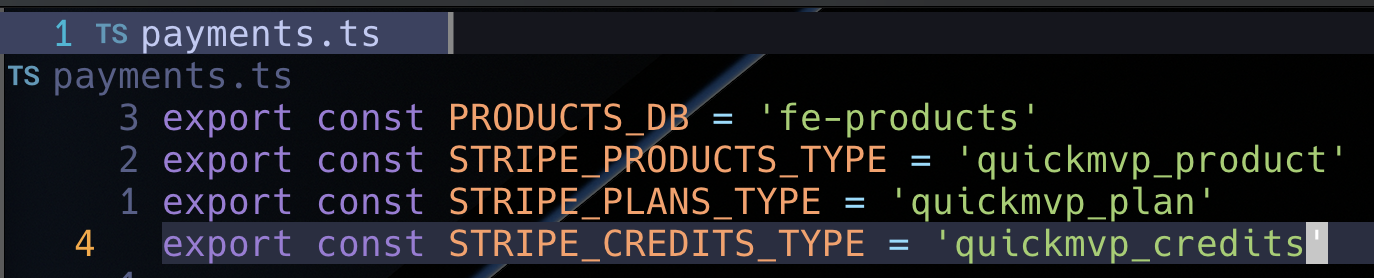 1 TS payments.ts
TS payments.ts
3 export const PRODUCTS_DB = 'fe-products'
2 export const STRIPE_PRODUCTS_TYPE = 'quickmvp_product'
1 export const STRIPE_PLANS_TYPE = 'quickmvp_plan'
4 export const STRIPE_CREDITS_TYPE = 'quickmvp_credits'